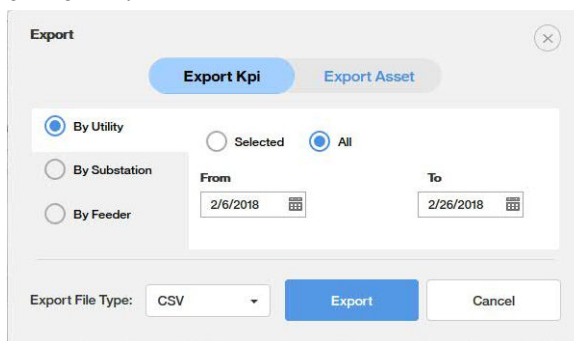 Export
Export Kpi Export Asset
By Utility
Selected All
By Substation
From To
2/6/2018 2/26/2018
By Feeder
Export File Type: CSV Export Cancel